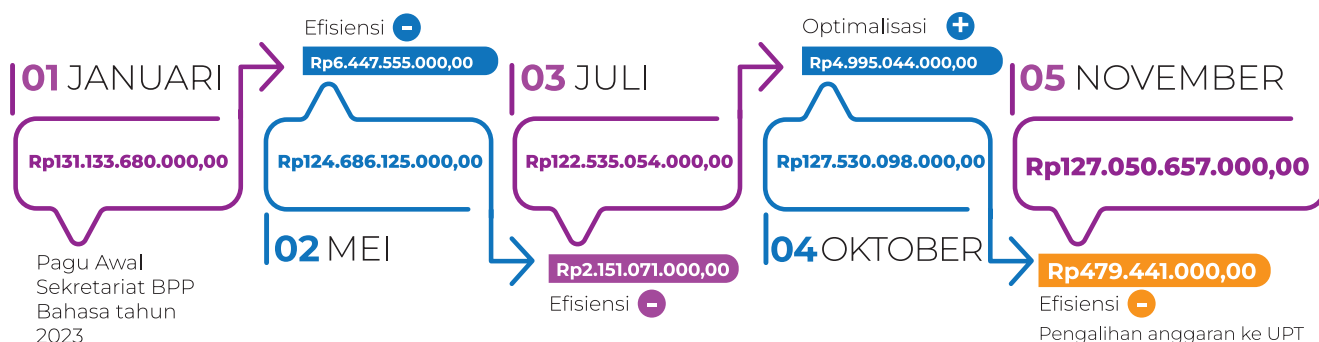 01 JANUARI
Rp131.133.680.000,00
Pagu Awal
Sekretariat BPP
Bahasa tahun
2023
Efisiensi -
Rp6.447.555.000,00
Rp124.686.125.000,00
02 MEI
03 JULI
Rp122.535.054.000,00
Rp2.151.071.000,00
Efisiensi -
Optimalisasi +
Rp4.995.044.000,00
Rp127.530.098.000,00
04 OKTOBER
05 NOVEMBER
Rp127.050.657.000,00
Rp479.441.000,00
Efisiensi -
Pengalihan anggaran ke UPT